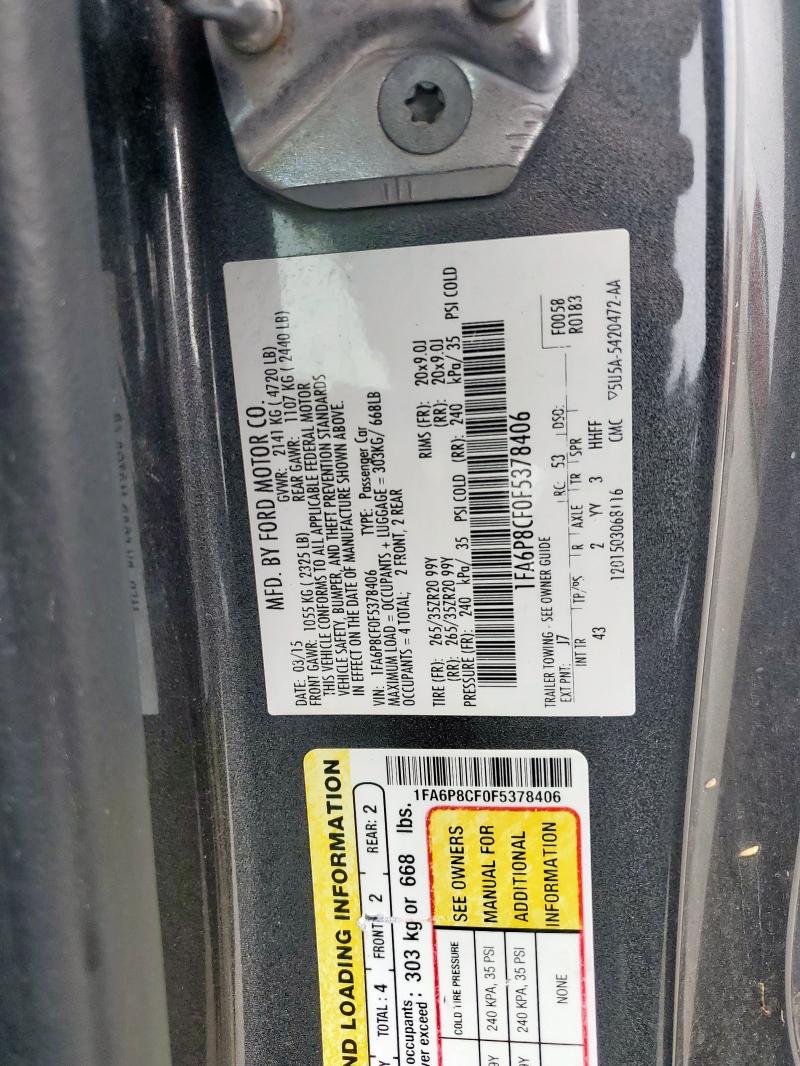 MFD. BY FORD MOTOR CO.
DATE: 03/15 GVWR: 2141 KG ( 4720 LB)
FRONT GAWR: 1055 KG ( 2325 LB) REAR GAWR: 1107 KG ( 2440 LB)
THIS VEHICLE CONFORMS TO ALL APPLICABLE FEDERAL MOTOR
VEHICLE SAFETY, BUMPER, AND THEFT PREVENTION STANDARDS
IN EFFECT ON THE DATE OF MANUFACTURE SHOWN ABOVE.
VIN: 1FA6P8CF0F5378406 TYPE: Passenger Car
MAXIMUM LOAD = OCCUPANTS + LUGGAGE = 303KG/ 668LB
OCCUPANTS = 4 TOTAL; 2 FRONT, 2 REAR
TIRE (FR): 265/35ZR20 99Y RIMS (FR): 20x9.0J
(RR): 265/35ZR20 99Y (RR): 20x9.0J
PRESSURE (FR): 240 kPa/ 35 PSI COLD (RR): 240 kPa/ 35 PSI COLD
1FA6P8CF0F5378406
TRAILER TOWING - SEE OWNER GUIDE
F0058
EXT PNT: J7 RC: 53 DSO: R0183
INT TR TP/PS R AXLE TR SPR
43 2 YY 3 HHFF
1201503068116 CMC 5U5A-5420472-AA
ND LOADING INFORMATION
TOTAL : 4 FRONT 2 REAR: 2
occupants :
ver exceed : 303 kg or 668 lbs.
1FA6P8CF0F5378406
COLD TIRE PRESSURE SEE OWNERS
9Y 240 KPA, 35 PSI MANUAL FOR
9Y 240 KPA, 35 PSI ADDITIONAL
NONE INFORMATION